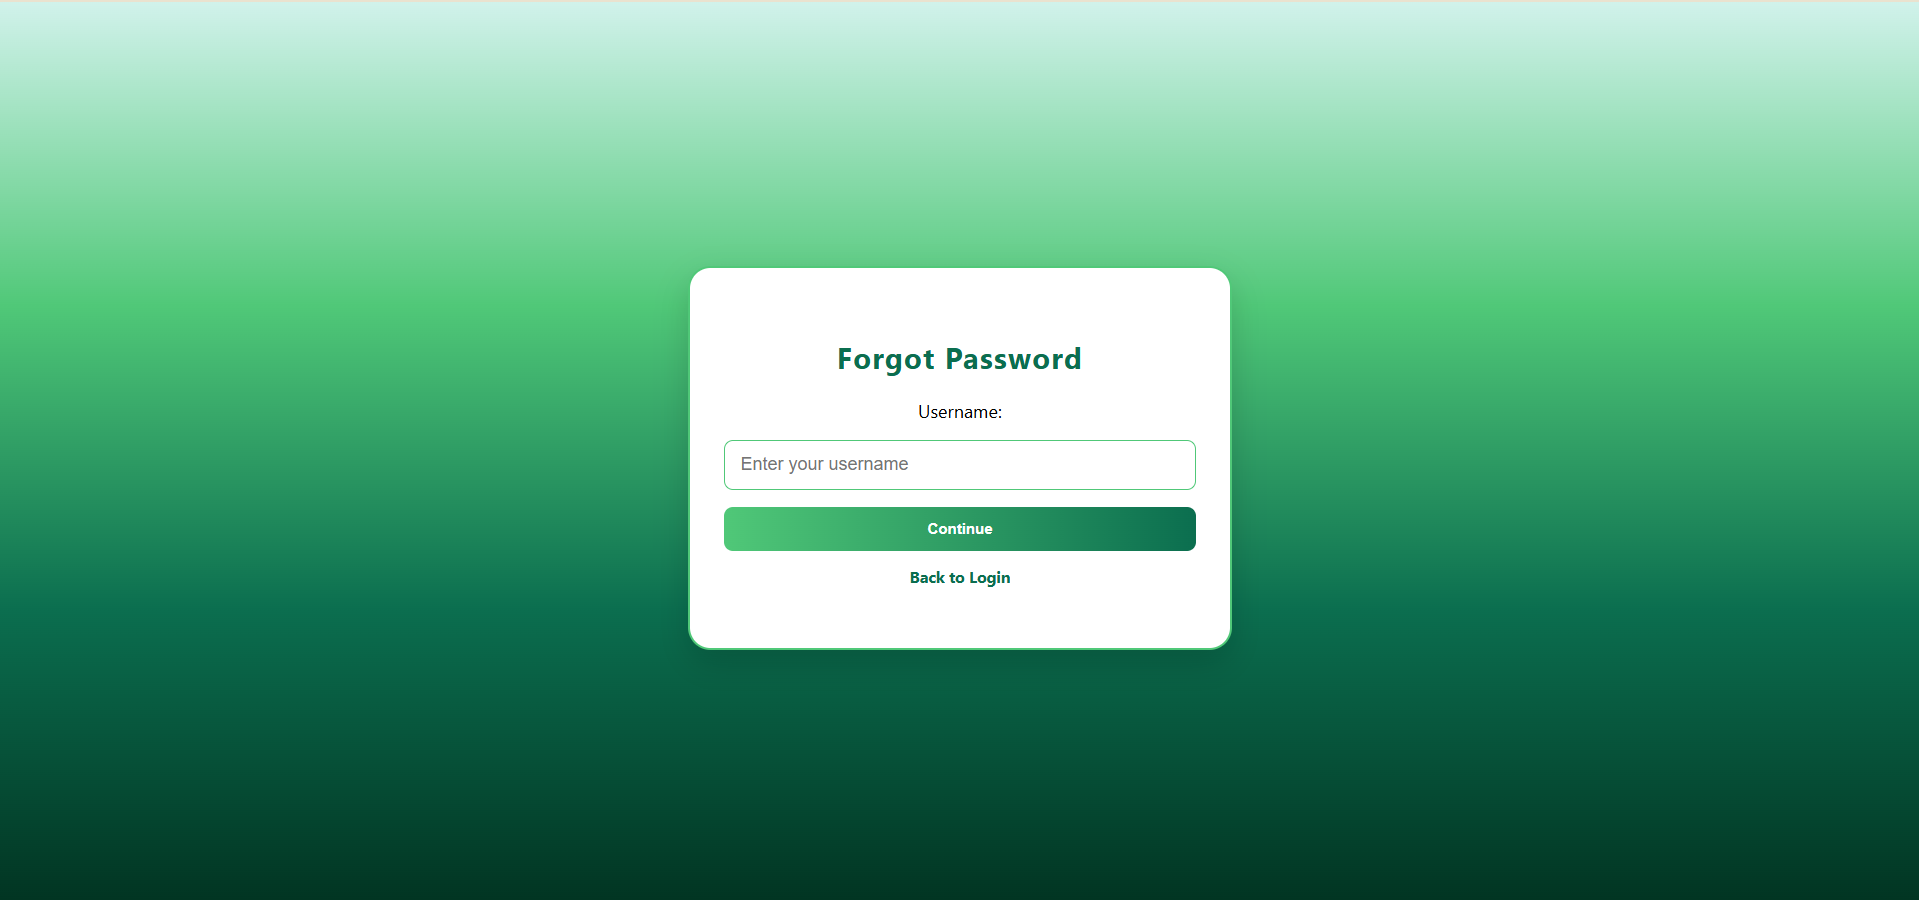 Forgot Password
Username:
Enter your username
Continue
Back to Login